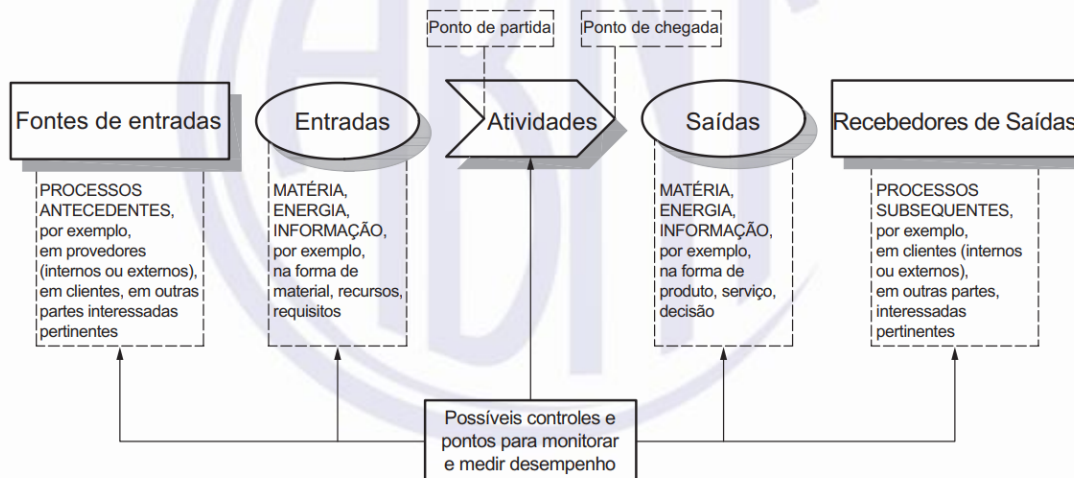 Ponto de partida
Ponto de chegada
Fontes de entradas
Entradas
Atividades
Saídas
Recebedores de Saídas
PROCESSOS
ANTECEDENTES,
por exemplo,
em provedores
(internos ou externos),
em clientes, em outras
partes interessadas
pertinentes
MATÉRIA,
ENERGIA,
INFORMAÇÃO,
por exemplo,
na forma de
material, recursos,
requisitos
MATÉRIA,
ENERGIA,
INFORMAÇÃO,
por exemplo,
na forma de
produto, serviço,
decisão
PROCESSOS
SUBSEQUENTES,
por exemplo,
em clientes (internos
ou externos),
em outras partes,
interessadas
pertinentes
Possíveis controles e
pontos para monitorar
e medir desempenho
ABNT